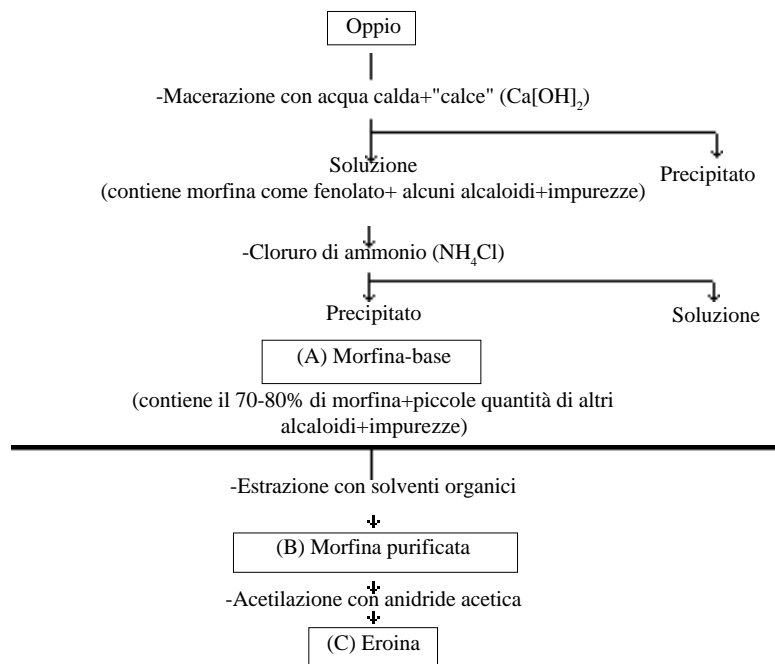 Oppio
-Macerazione con acqua calda+"calce" (Ca[OH]2)
Soluzione
Precipitato
(contiene morfina come fenolato+ alcuni alcaloidi+impurezze)
-Cloruro di ammonio (NH4Cl)
Precipitato
Soluzione
(A) Morfina-base
(contiene il 70-80% di morfina+piccole quantità di altri
alcaloidi+impurezze)
-Estrazione con solventi organici
(B) Morfina purificata
-Acetilazione con anidride acetica
(C) Eroina